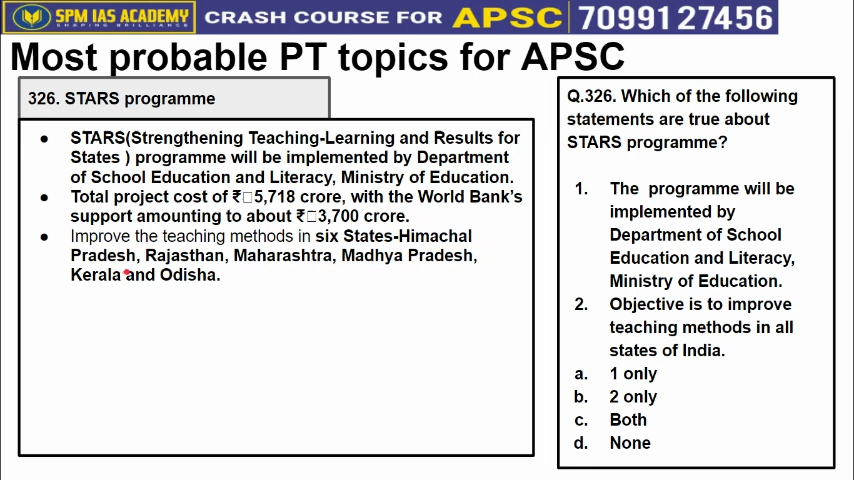 SPM IAS ACADEMY
SHAPING BRILLIANCE
CRASH COURSE FOR APSC 7099127456
Most probable PT topics for APSC
326. STARS programme
● STARS(Strengthening Teaching-Learning and Results for
States ) programme will be implemented by Department
of School Education and Literacy, Ministry of Education.
● Total project cost of ₹□5,718 crore, with the World Bank's
support amounting to about ₹□3,700 crore.
● Improve the teaching methods in six States-Himachal
Pradesh, Rajasthan, Maharashtra, Madhya Pradesh,
Kerala and Odisha.
Q.326. Which of the following
statements are true about
STARS programme?
1. The programme will be
implemented by
Department of School
Education and Literacy,
Ministry of Education.
2. Objective is to improve
teaching methods in all
states of India.
a. 1 only
b. 2 only
c. Both
d. None